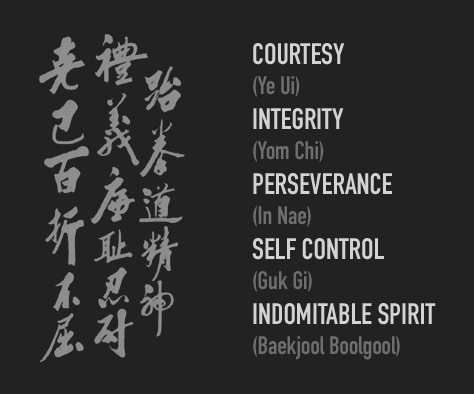 跆拳道精神
禮義廉恥忍耐
克己百折不屈
COURTESY
(Ye Ui)
INTEGRITY
(Yom Chi)
PERSEVERANCE
(In Nae)
SELF CONTROL
(Guk Gi)
INDOMITABLE SPIRIT
(Baekjool Boolgool)